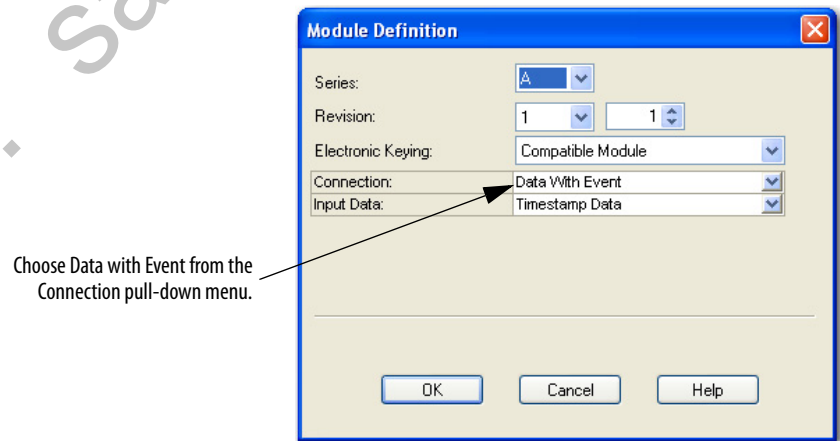 Module Definition
Series: A
Revision: 1 1
Electronic Keying: Compatible Module
Connection: Data With Event
Input Data: Timestamp Data
Choose Data with Event from the
Connection pull-down menu.
OK Cancel Help